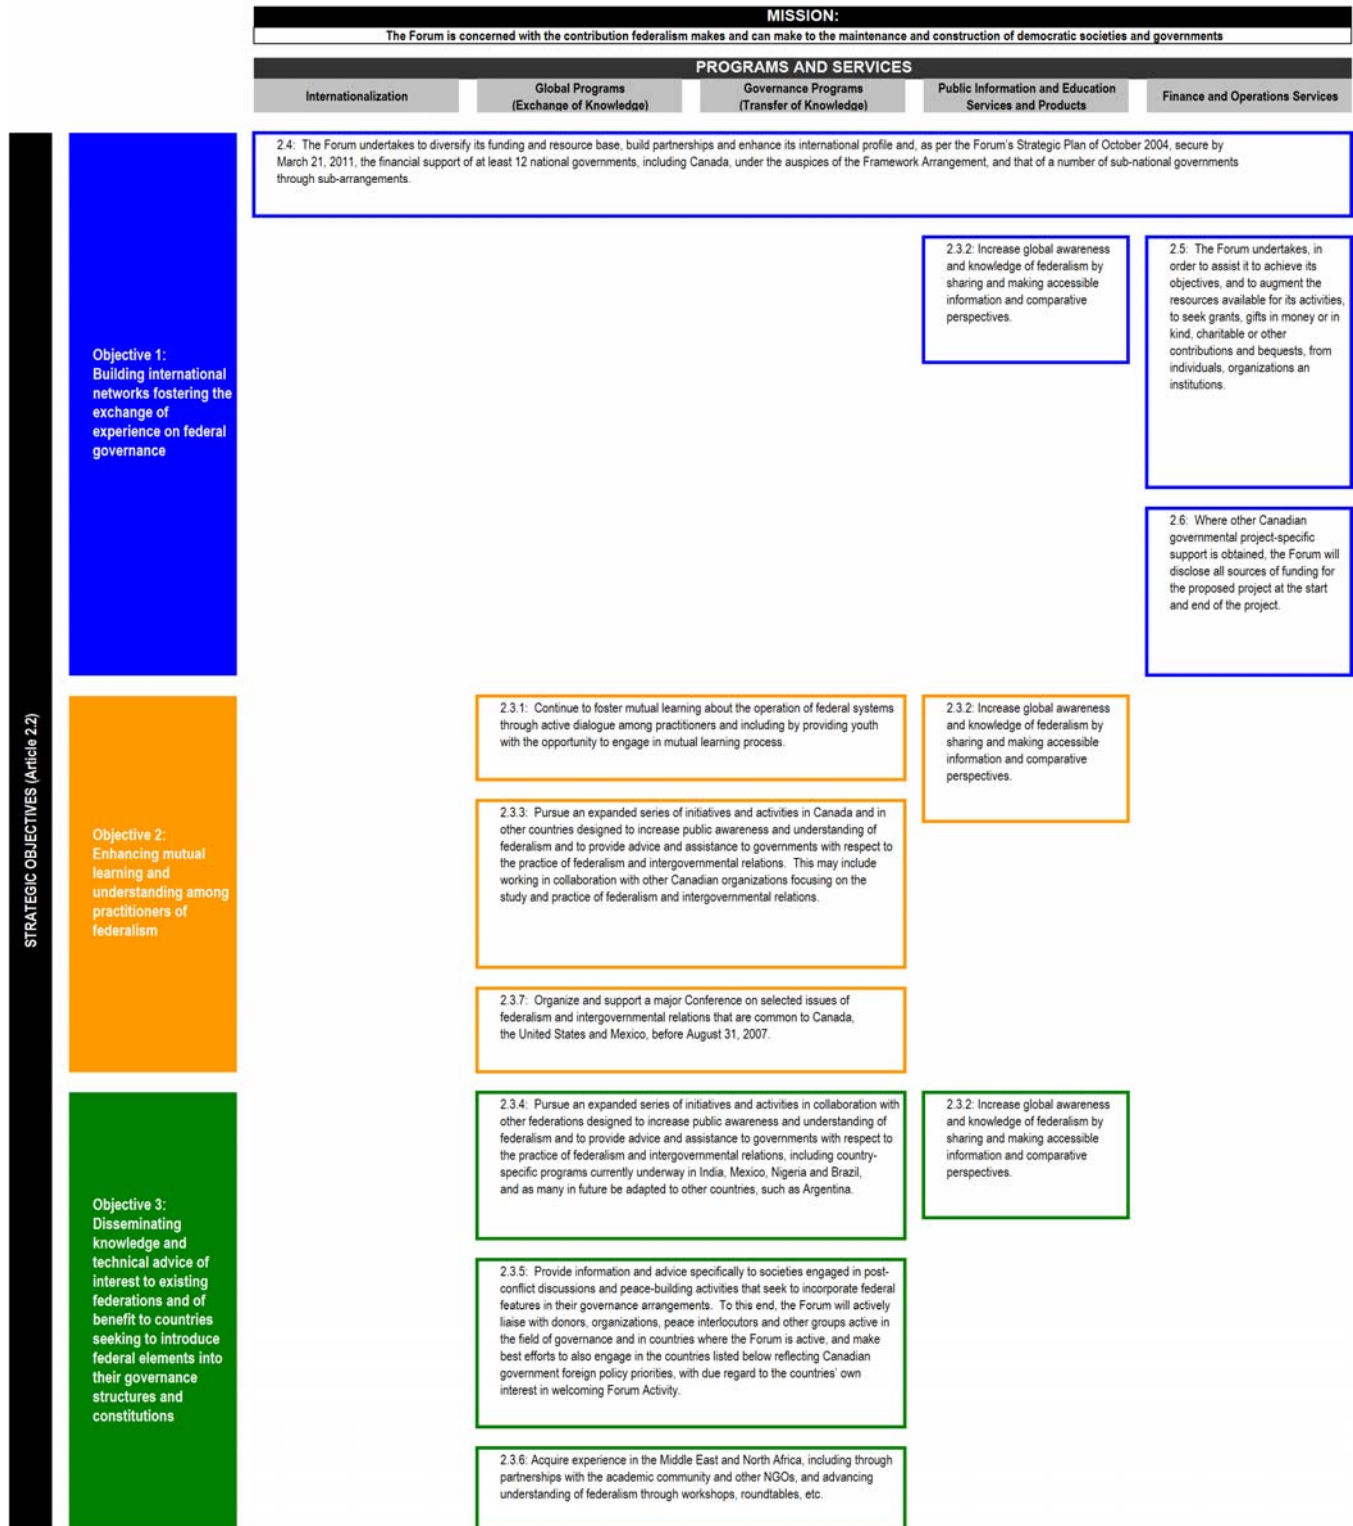 MISSION:
The Forum is concerned with the contribution federalism makes and can make to the maintenance and construction of democratic societies and governments
PROGRAMS AND SERVICES
Internationalization
Global Programs
(Exchange of Knowledge)
Governance Programs
(Transfer of Knowledge)
Public Information and Education
Services and Products
Finance and Operations Services
STRATEGIC OBJECTIVES (Article 2.2)
Objective 1:
Building international
networks fostering the
exchange of
experience on federal
governance
2.4: The Forum undertakes to diversify its funding and resource base, build partnerships and enhance its international profile and, as per the Forum's Strategic Plan of October 2004, secure by
March 21, 2011, the financial support of at least 12 national governments, including Canada, under the auspices of the Framework Arrangement, and that of a number of sub-national governments
through sub-arrangements.
2.3.2: Increase global awareness
and knowledge of federalism by
sharing and making accessible
information and comparative
perspectives.
2.5: The Forum undertakes, in
order to assist it to achieve its
objectives, and to augment the
resources available for its activities,
to seek grants, gifts in money or in
kind, charitable or other
contributions and bequests, from
individuals, organizations an
institutions.
2.6: Where other Canadian
governmental project-specific
support is obtained, the Forum will
disclose all sources of funding for
the proposed project at the start
and end of the project.
Objective 2:
Enhancing mutual
learning and
understanding among
practitioners of
federalism
2.3.1: Continue to foster mutual learning about the operation of federal systems
through active dialogue among practitioners and including by providing youth
with the opportunity to engage in mutual learning process.
2.3.2: Increase global awareness
and knowledge of federalism by
sharing and making accessible
information and comparative
perspectives.
2.3.3: Pursue an expanded series of initiatives and activities in Canada and in
other countries designed to increase public awareness and understanding of
federalism and to provide advice and assistance to governments with respect to
the practice of federalism and intergovernmental relations. This may include
working in collaboration with other Canadian organizations focusing on the
study and practice of federalism and intergovernmental relations.
2.3.7: Organize and support a major Conference on selected issues of
federalism and intergovernmental relations that are common to Canada,
the United States and Mexico, before August 31, 2007.
Objective 3:
Disseminating
knowledge and
technical advice of
interest to existing
federations and of
benefit to countries
seeking to introduce
federal elements into
their governance
structures and
constitutions
2.3.4: Pursue an expanded series of initiatives and activities in collaboration with
other federations designed to increase public awareness and understanding of
federalism and to provide advice and assistance to governments with respect to
the practice of federalism and intergovernmental relations, including country-
specific programs currently underway in India, Mexico, Nigeria and Brazil,
and as many in future be adapted to other countries, such as Argentina.
2.3.2: Increase global awareness
and knowledge of federalism by
sharing and making accessible
information and comparative
perspectives.
2.3.5: Provide information and advice specifically to societies engaged in post-
conflict discussions and peace-building activities that seek to incorporate federal
features in their governance arrangements. To this end, the Forum will actively
liaise with donors, organizations, peace interlocutors and other groups active in
the field of governance and in countries where the Forum is active, and make
best efforts to also engage in the countries listed below reflecting Canadian
government foreign policy priorities, with due regard to the countries' own
interest in welcoming Forum Activity.
2.3.6: Acquire experience in the Middle East and North Africa, including through
partnerships with the academic community and other NGOs, and advancing
understanding of federalism through workshops, roundtables, etc.